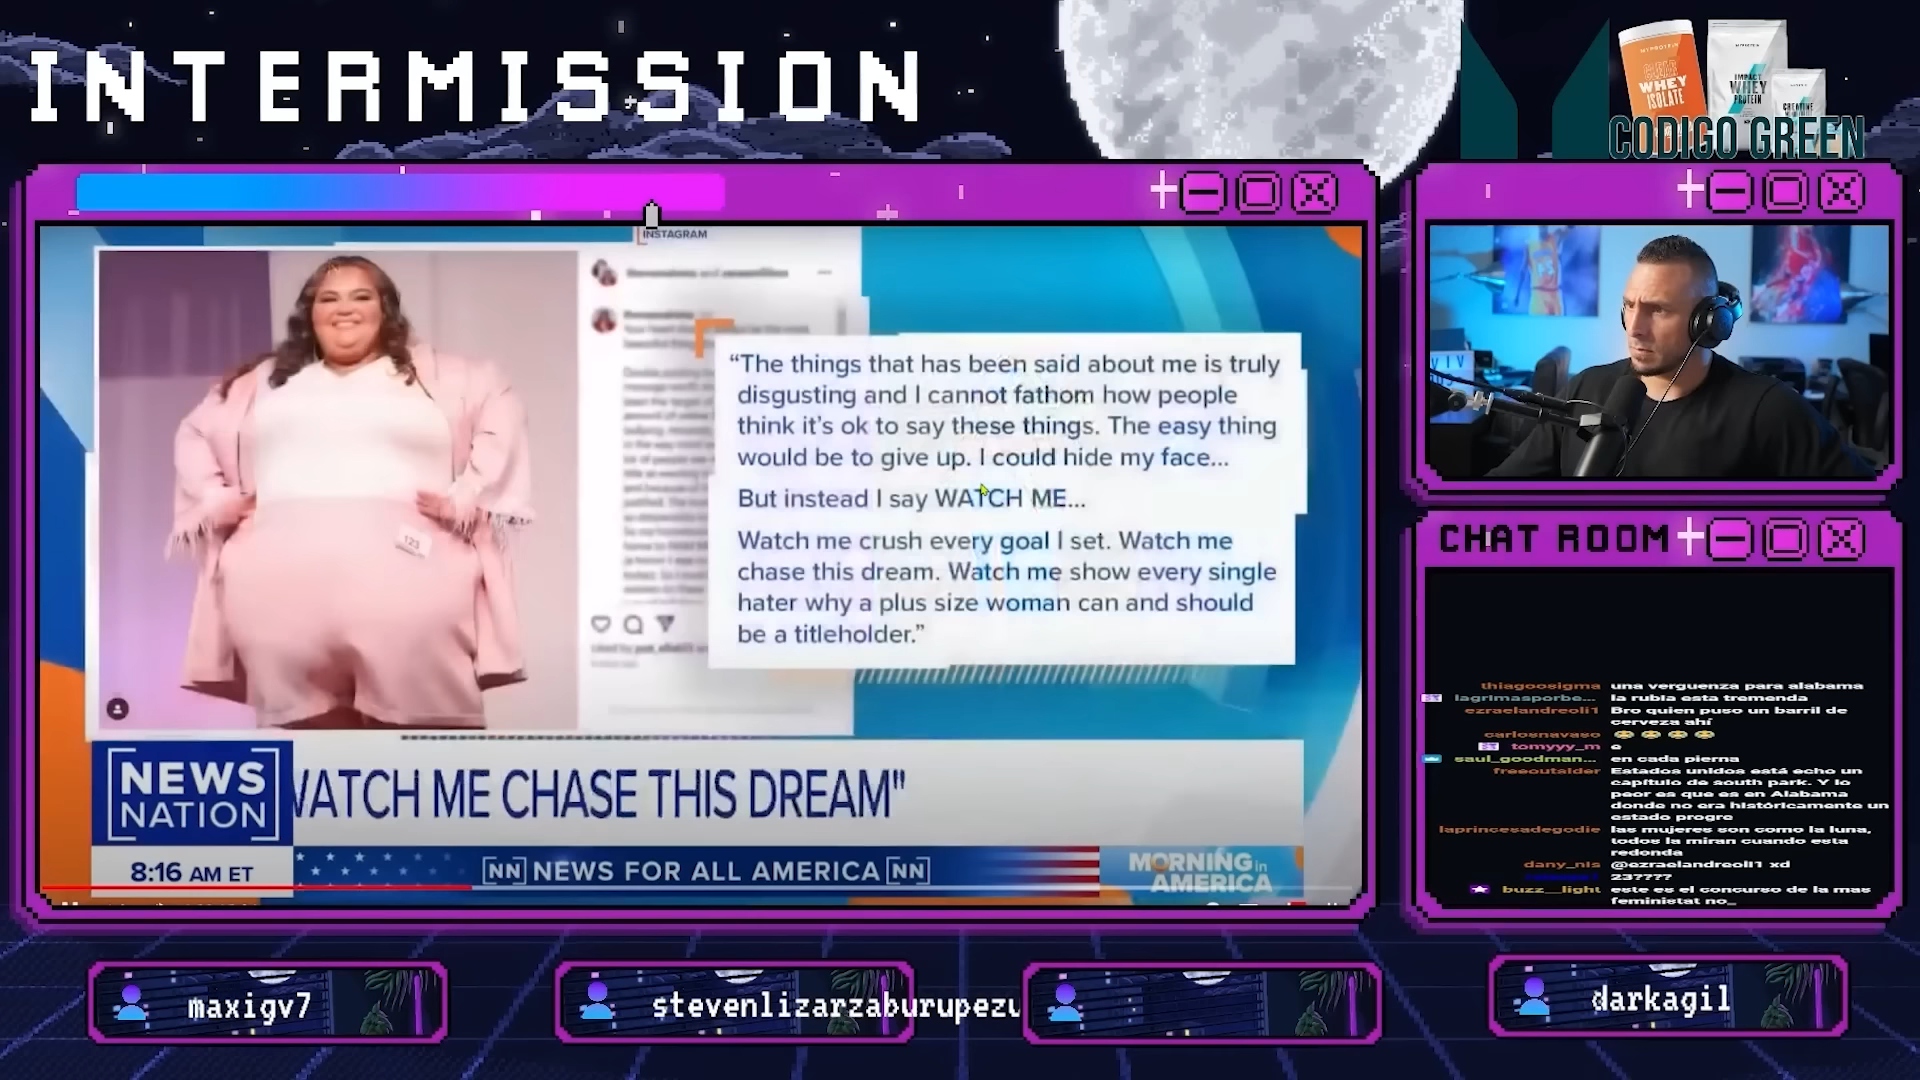 INTERMISSION
MYPROTEIN
CLEAR
WHEY
ISOLATE
IMPACT
WHEY
PROTEIN
CREATINE
CODIGO GREEN
INSTAGRAM
“The things that has been said about me is truly
disgusting and I cannot fathom how people
think it’s ok to say these things. The easy thing
would be to give up. I could hide my face...
But instead I say WATCH ME...
Watch me crush every goal I set. Watch me
chase this dream. Watch me show every single
hater why a plus size woman can and should
be a titleholder.”
123
NEWS
NATION
WATCH ME CHASE THIS DREAM"
8:16 AM ET
NN NEWS FOR ALL AMERICA NN
MORNING in
AMERICA
CHAT ROOM
thiagoosigma una verguenza para alabama
lagrimasporbe... la rubia esta tremenda
ezraelandreoli1 Bro quien puso un barril de
cerveza ahí
carlosnavaso
tomyyy_m e
saul_goodman... en cada pierna
freeoutsider Estados unidos está echo un
capítulo de south park. Y lo
peor es que es en Alabama
donde no era históricamente un
estado progre
laprincesadegodie las mujeres son como la luna,
todos la miran cuando esta
redonda
dany_nis @ezraelandreoli1 xd
23????
buzz__light este es el concurso de la mas
feministat no_
maxigv7
stevenlizarzaburupezu
darkagil